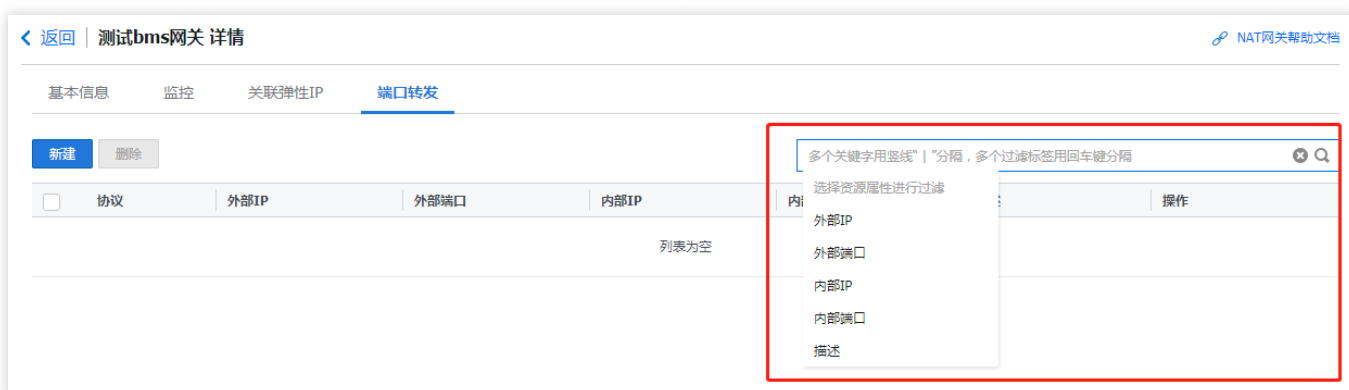 返回 | 测试bms网关 详情
NAT网关帮助文档
基本信息 监控 关联弹性IP 端口转发
新建 删除
多个关键字用竖线" | "分隔，多个过滤标签用回车键分隔
选择资源属性进行过滤
协议 外部IP 外部端口 内部IP 操作
外部IP
列表为空
外部端口
内部IP
内部端口
描述